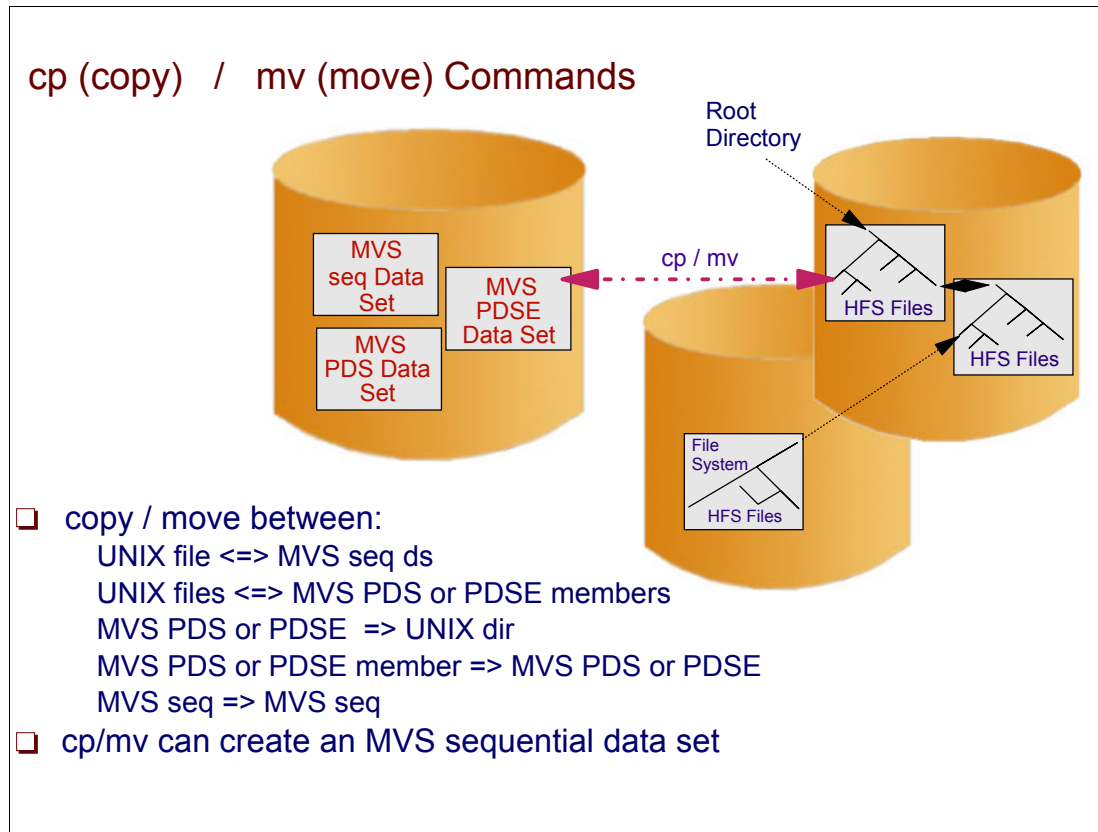 cp (copy) / mv (move) Commands
Root
Directory
MVS
seq Data
Set
MVS
PDSE
Data Set
MVS
PDS Data
Set
cp / mv
HFS Files
HFS Files
File
System
HFS Files
copy / move between:
UNIX file <=> MVS seq ds
UNIX files <=> MVS PDS or PDSE members
MVS PDS or PDSE => UNIX dir
MVS PDS or PDSE member => MVS PDS or PDSE
MVS seq => MVS seq
cp/mv can create an MVS sequential data set